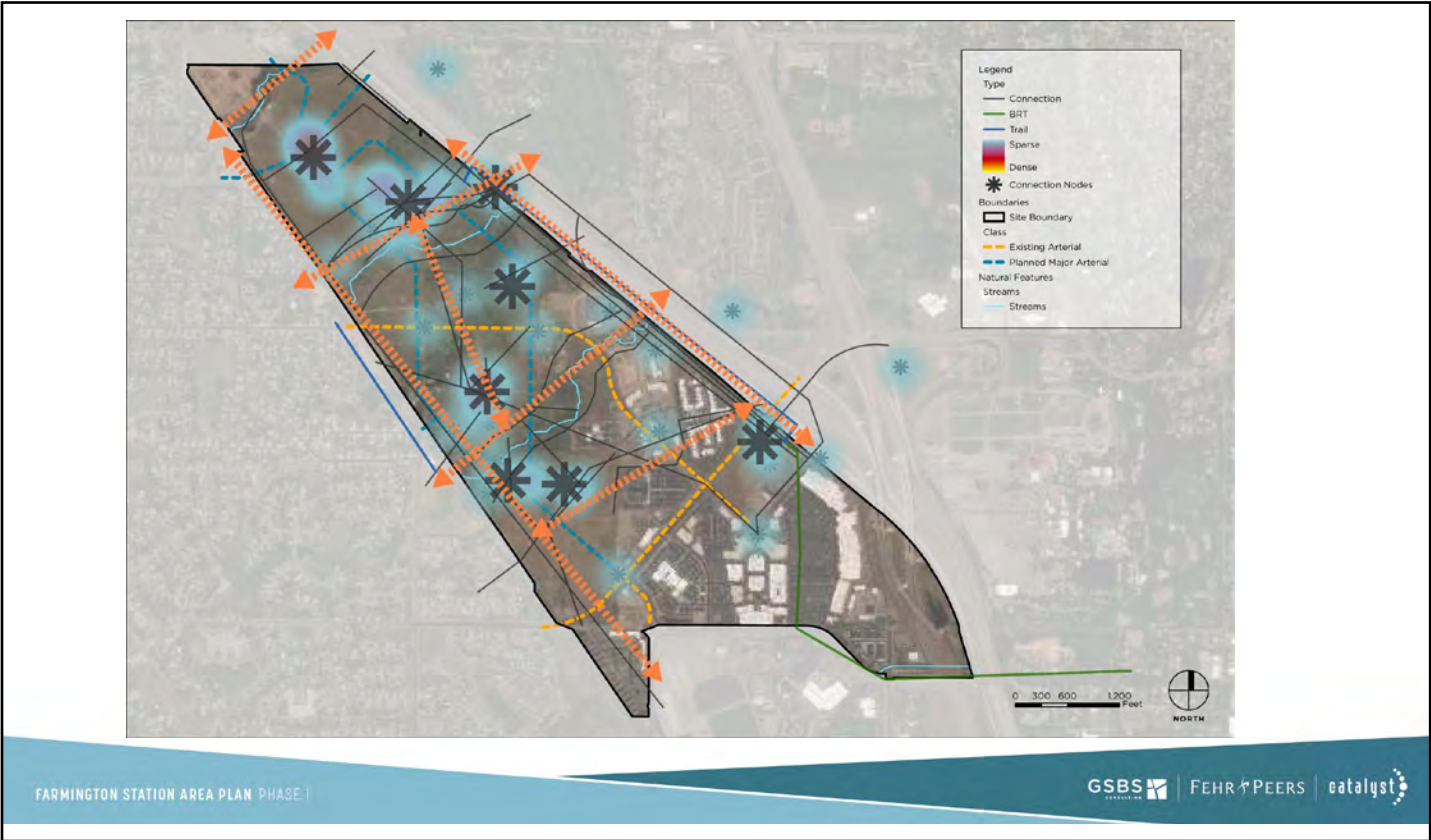 Legend
Type
Connection
BRT
Trail
Sparse
Dense
Connection Nodes
Boundaries
Site Boundary
Class
Existing Arterial
Planned Major Arterial
Natural Features
Streams
Streams
0 300 600 1,200
Feet
NORTH
FARMINGTON STATION AREA PLAN PHASE I
GSBS
CONSULTING
FEHR & PEERS
catalyst